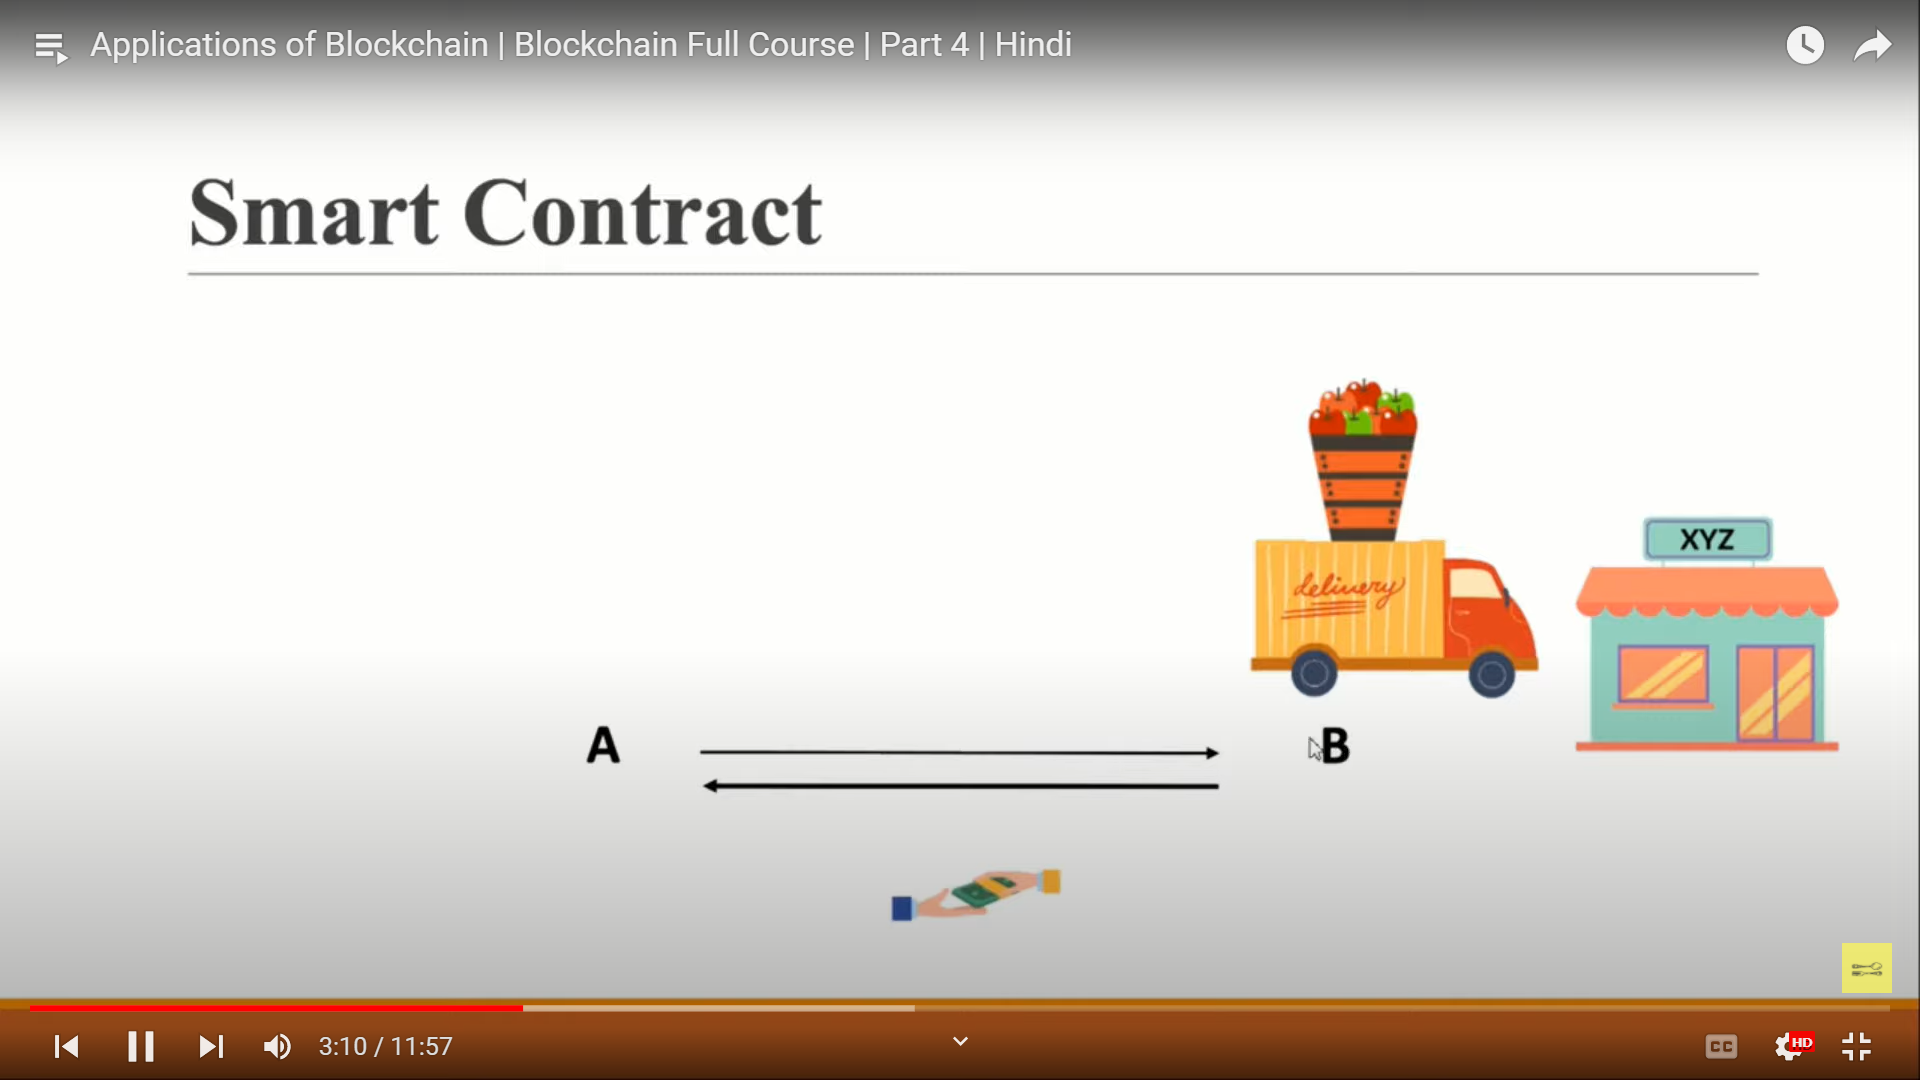 Applications of Blockchain | Blockchain Full Course | Part 4 | Hindi
Smart Contract
XYZ
delivery
A
B
3:10 / 11:57
CC
HD